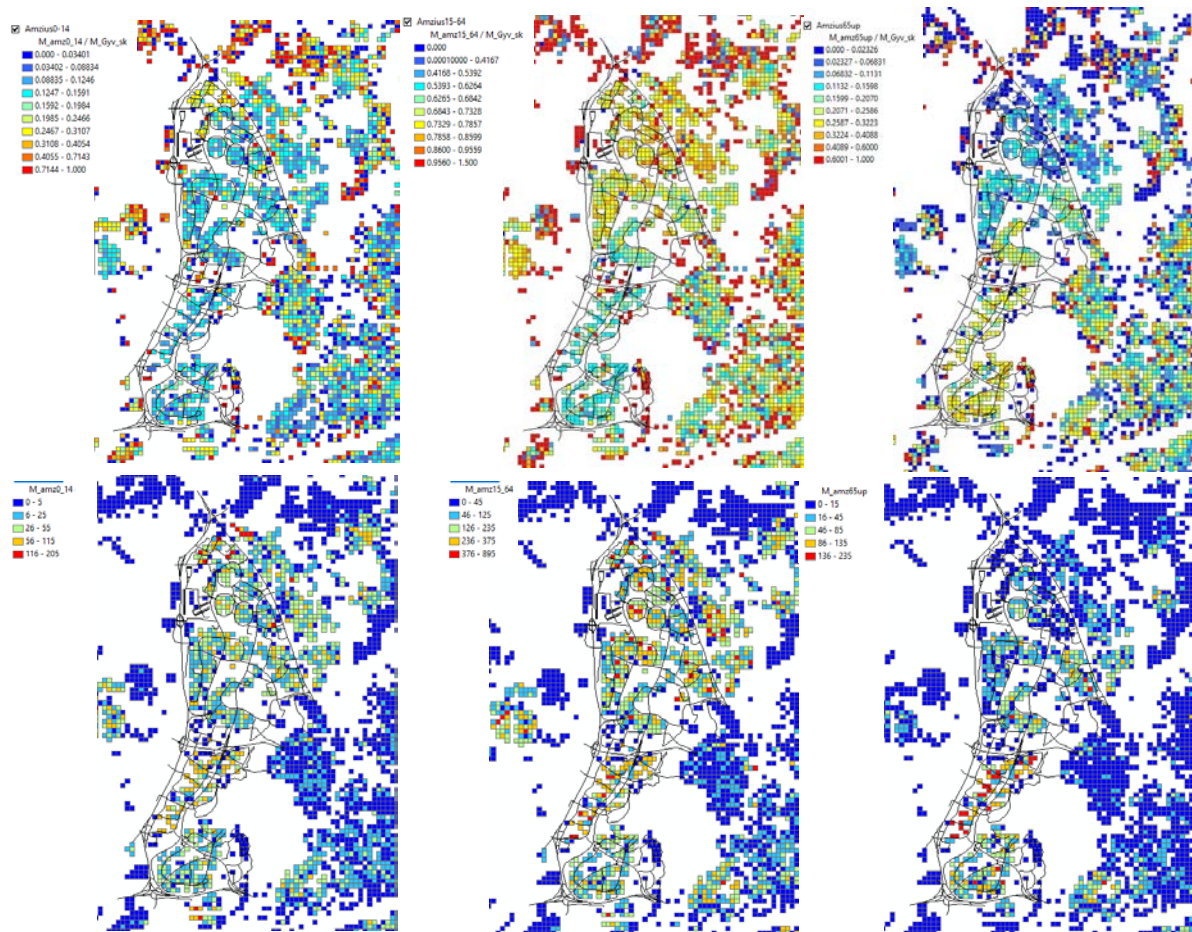 Amzius0-14
M_amz0_14 / M_Gyv_sk
0.000 - 0.03401
0.03402 - 0.08834
0.08835 - 0.1246
0.1247 - 0.1591
0.1592 - 0.1984
0.1985 - 0.2466
0.2467 - 0.3107
0.3108 - 0.4054
0.4055 - 0.7143
0.7144 - 1.000
Amzius15-64
M_amz15_64 / M_Gyv_sk
0.000
0.00010000 - 0.4167
0.4168 - 0.5392
0.5393 - 0.6264
0.6265 - 0.6842
0.6843 - 0.7328
0.7329 - 0.7857
0.7858 - 0.8599
0.8600 - 0.9559
0.9560 - 1.500
Amzius65up
M_amz65up / M_Gyv_sk
0.000 - 0.02326
0.02327 - 0.06831
0.06832 - 0.1131
0.1132 - 0.1598
0.1599 - 0.2070
0.2071 - 0.2586
0.2587 - 0.3223
0.3224 - 0.4088
0.4089 - 0.6000
0.6001 - 1.000
M_amz0_14
0 - 5
6 - 25
26 - 55
56 - 115
116 - 205
M_amz15_64
0 - 45
46 - 125
126 - 235
236 - 375
376 - 895
M_amz65up
0 - 15
16 - 45
46 - 85
86 - 135
136 - 235